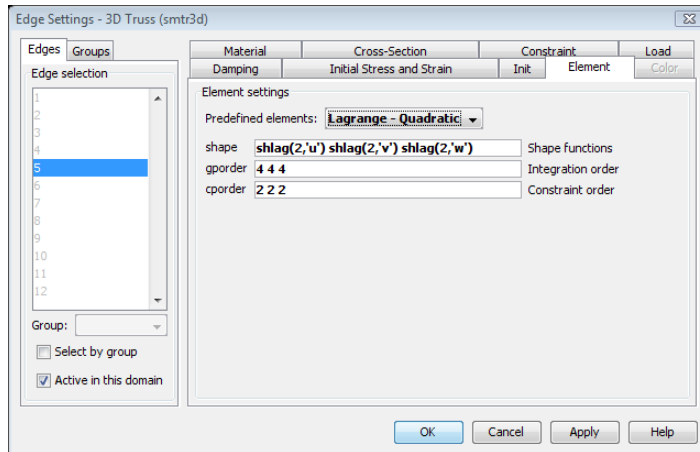 Edge Settings - 3D Truss (smtr3d)
Edges Groups
Edge selection
1
2
3
4
5
6
7
8
9
10
11
12
Group:
Select by group
Active in this domain
Material Cross-Section Constraint Load
Damping Initial Stress and Strain Init Element Color
Element settings
Predefined elements: Lagrange - Quadratic
shape shlag(2,'u') shlag(2,'v') shlag(2,'w') Shape functions
gporder 4 4 4 Integration order
cporder 2 2 2 Constraint order
OK Cancel Apply Help